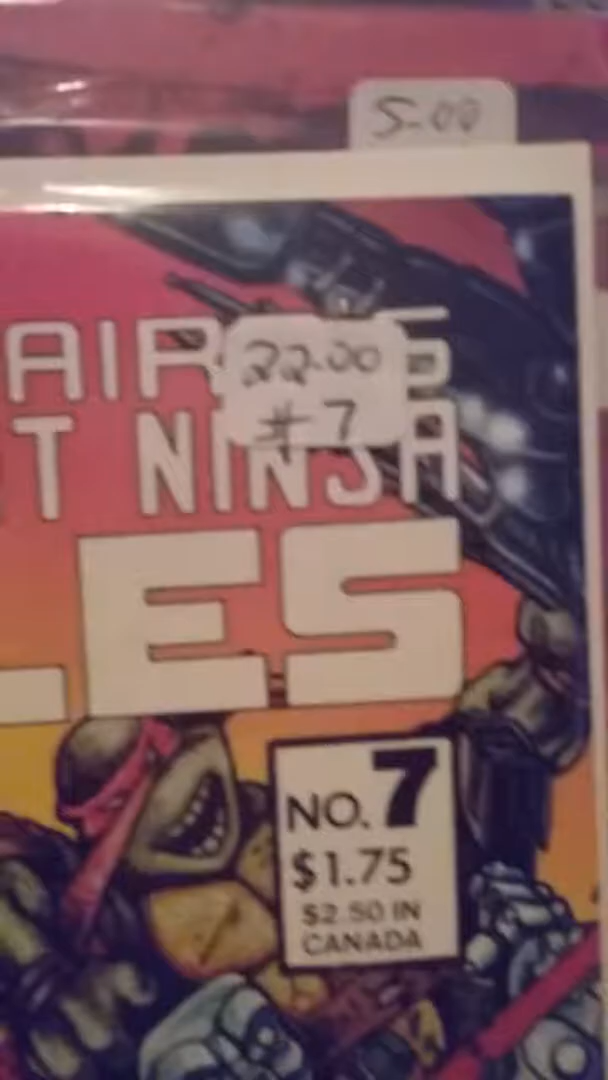 5-00
AIR
22.00
#7
T NINJA
LES
NO. 7
$1.75
$2.50 IN
CANADA